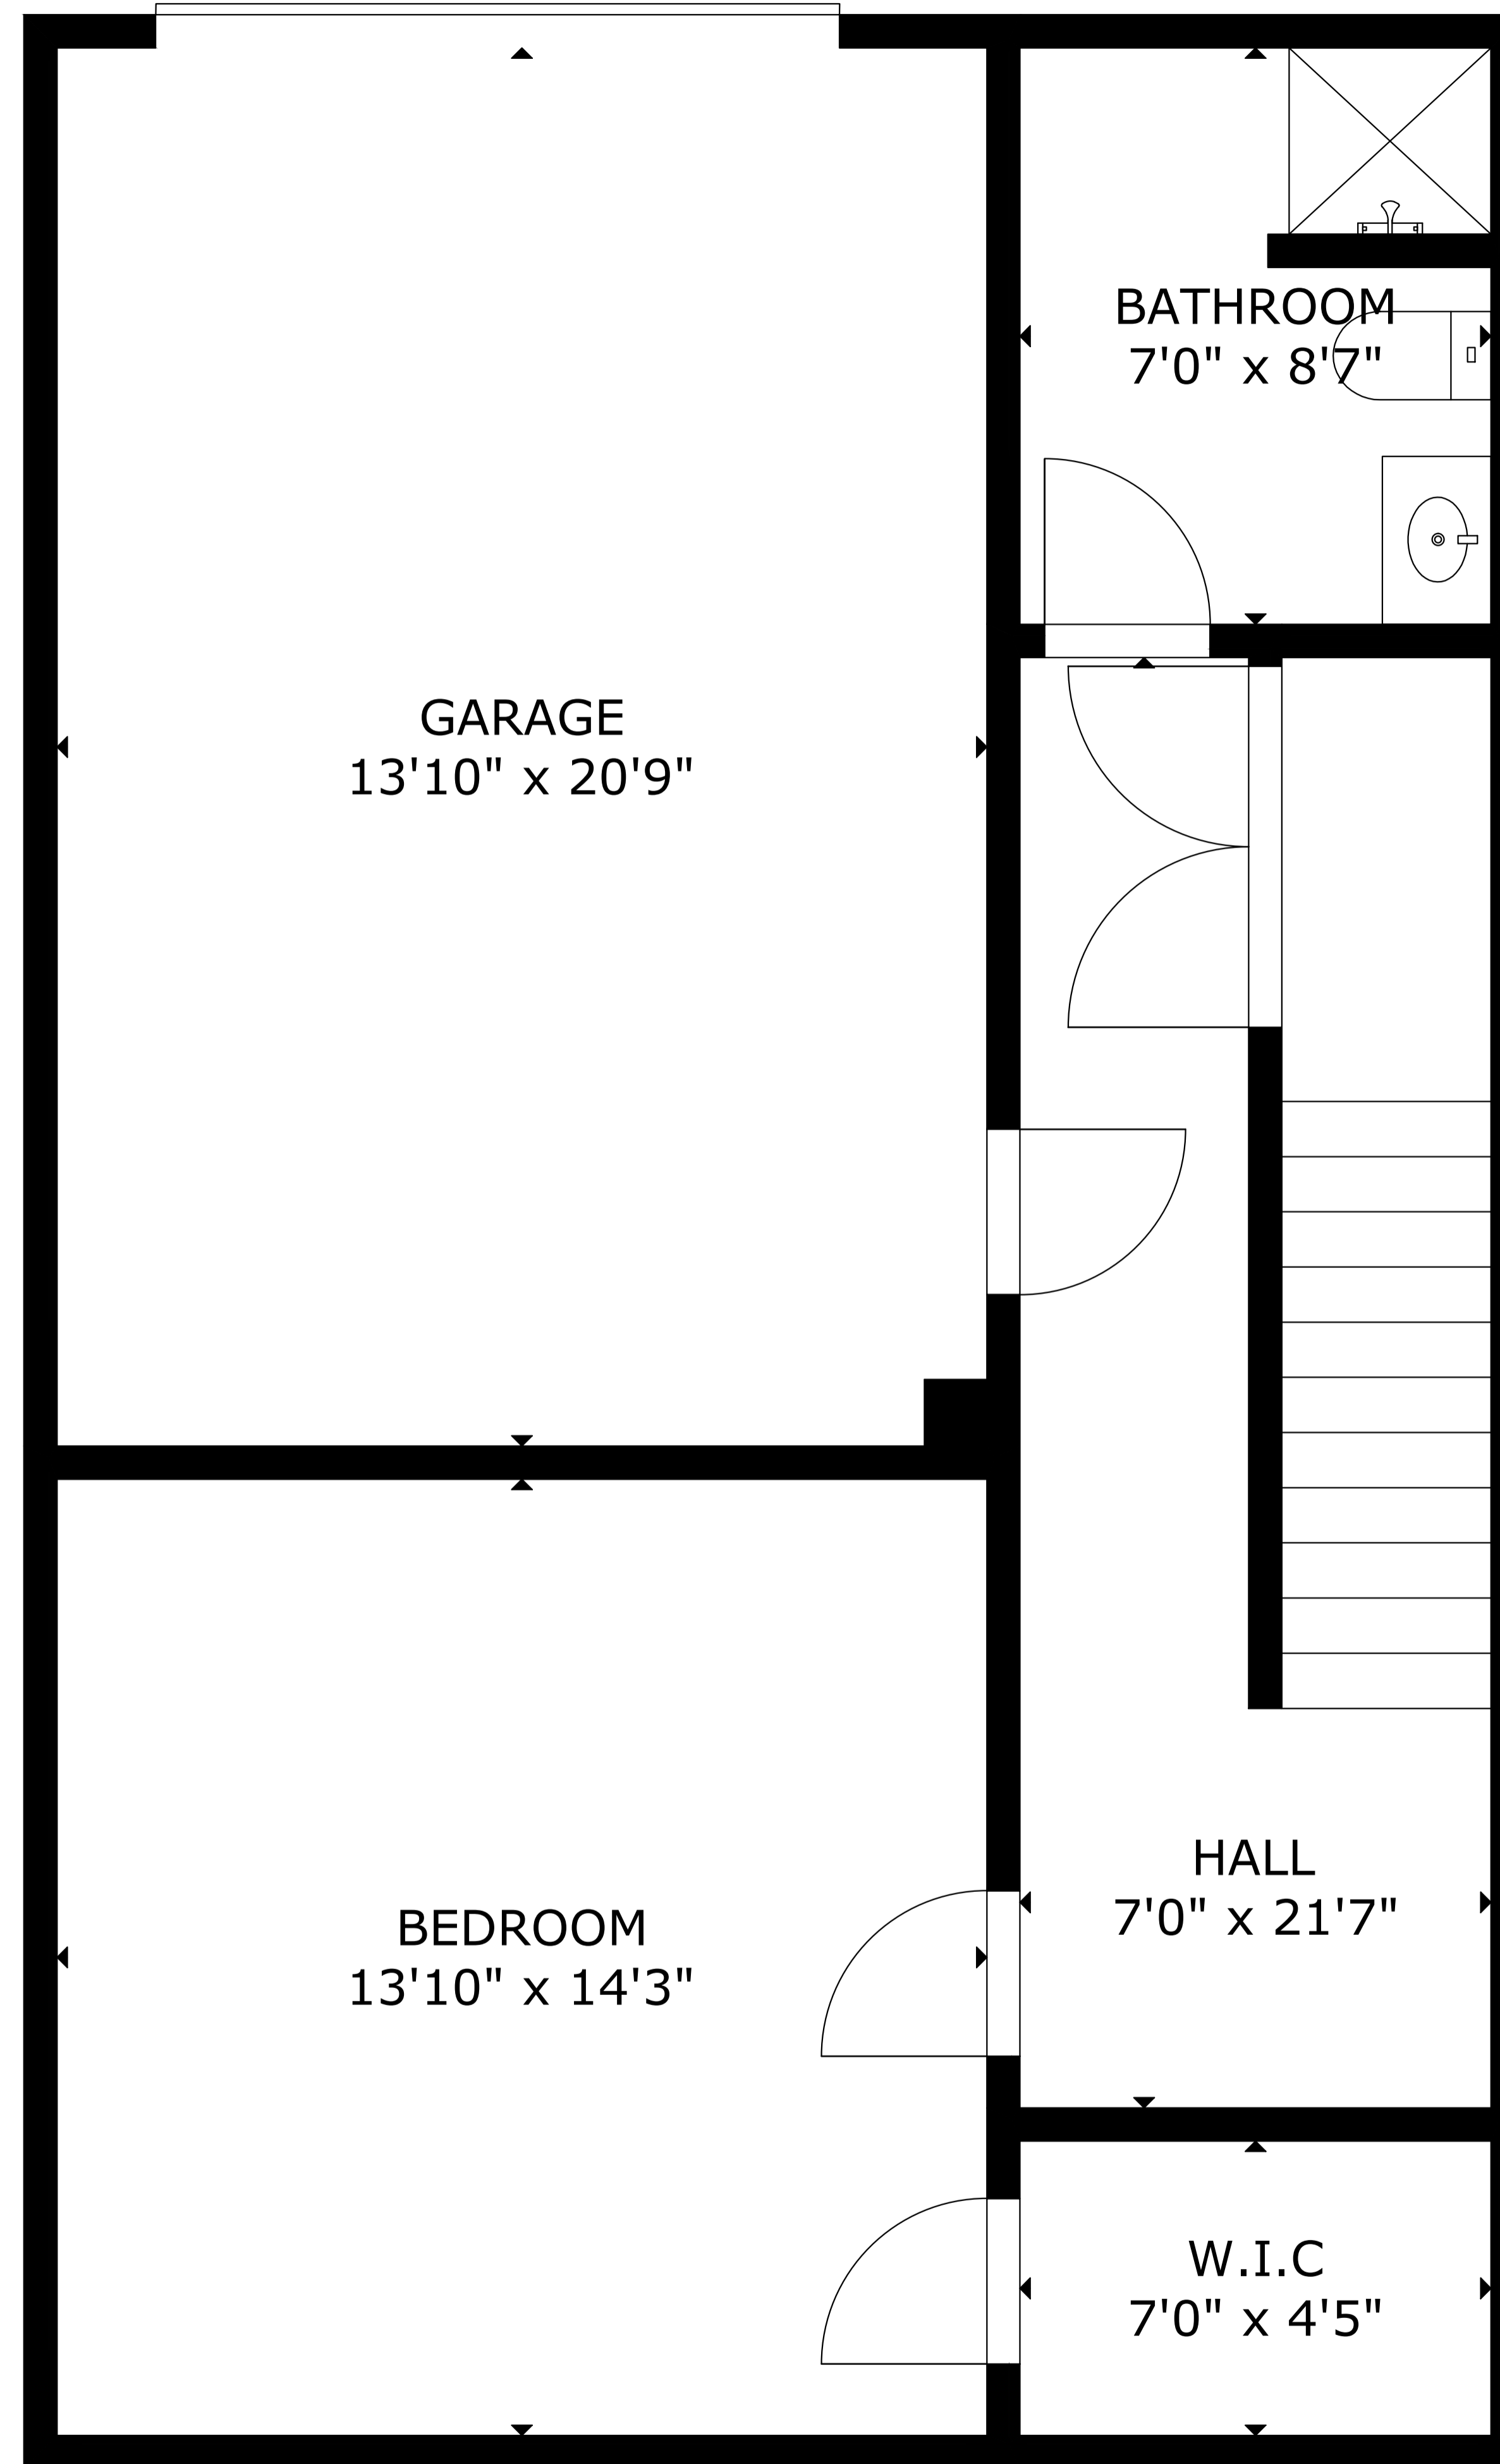 BATHROOM
7'0" x 8'7"
GARAGE
13'10" x 20'9"
HALL
7'0" x 21'7"
BEDROOM
13'10" x 14'3"
W.I.C
7'0" x 4'5"